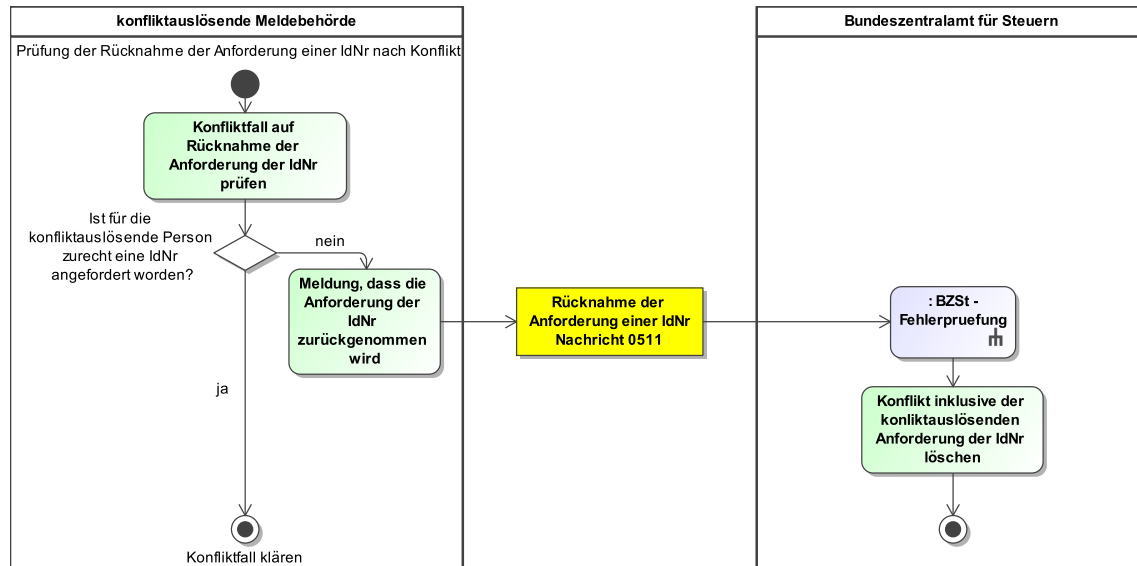 konfliktauslösende Meldebehörde
Prüfung der Rücknahme der Anforderung einer IdNr nach Konflikt
Konfliktfall auf
Rücknahme der
Anforderung der IdNr
prüfen
Ist für die
konfliktauslösende Person
zurecht eine IdNr
angefordert worden?
nein
Meldung, dass die
Anforderung der
IdNr
zurückgenommen
wird
ja
Konfliktfall klären
Rücknahme der
Anforderung einer IdNr
Nachricht 0511
Bundeszentralamt für Steuern
: BZSt -
Fehlerpruefung
Konflikt inklusive der
konliktauslösenden
Anforderung der IdNr
löschen